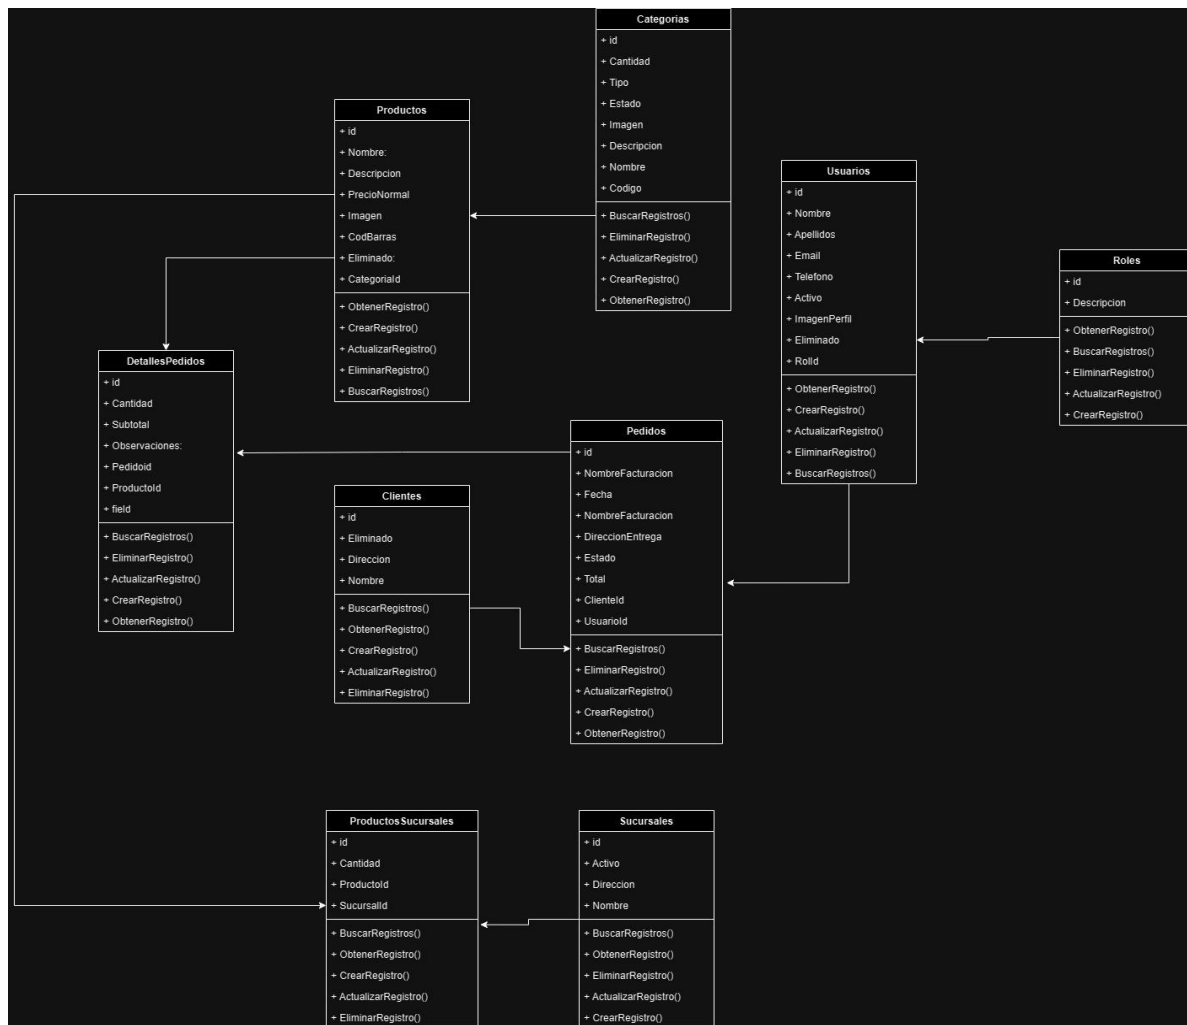 Categorias
+ id
+ Cantidad
+ Tipo
+ Estado
+ Imagen
+ Descripcion
+ Nombre
+ Codigo
+ BuscarRegistros()
+ EliminarRegistro()
+ ActualizarRegistro()
+ CrearRegistro()
+ ObtenerRegistro()
Productos
+ id
+ Nombre:
+ Descripcion
+ PrecioNormal
+ Imagen
+ CodBarras
+ Eliminado:
+ CategoriaId
+ ObtenerRegistro()
+ CrearRegistro()
+ ActualizarRegistro()
+ EliminarRegistro()
+ BuscarRegistros()
Usuarios
+ id
+ Nombre
+ Apellidos
+ Email
+ Telefono
+ Activo
+ ImagenPerfil
+ Eliminado
+ RolId
+ ObtenerRegistro()
+ CrearRegistro()
+ ActualizarRegistro()
+ EliminarRegistro()
+ BuscarRegistros()
Roles
+ id
+ Descripcion
+ ObtenerRegistro()
+ BuscarRegistros()
+ EliminarRegistro()
+ ActualizarRegistro()
+ CrearRegistro()
DetallesPedidos
+ id
+ Cantidad
+ Subtotal
+ Observaciones:
+ Pedidoid
+ ProductoId
+ field
+ BuscarRegistros()
+ EliminarRegistro()
+ ActualizarRegistro()
+ CrearRegistro()
+ ObtenerRegistro()
Pedidos
+ id
+ NombreFacturacion
+ Fecha
+ NombreFacturacion
+ DireccionEntrega
+ Estado
+ Total
+ ClienteId
+ UsuarioId
+ BuscarRegistros()
+ EliminarRegistro()
+ ActualizarRegistro()
+ CrearRegistro()
+ ObtenerRegistro()
Clientes
+ id
+ Eliminado
+ Direccion
+ Nombre
+ BuscarRegistros()
+ ObtenerRegistro()
+ CrearRegistro()
+ ActualizarRegistro()
+ EliminarRegistro()
ProductosSucursales
+ id
+ Cantidad
+ ProductoId
+ SucursalId
+ BuscarRegistros()
+ ObtenerRegistro()
+ CrearRegistro()
+ ActualizarRegistro()
+ EliminarRegistro()
Sucursales
+ id
+ Activo
+ Direccion
+ Nombre
+ BuscarRegistros()
+ ObtenerRegistro()
+ EliminarRegistro()
+ ActualizarRegistro()
+ CrearRegistro()